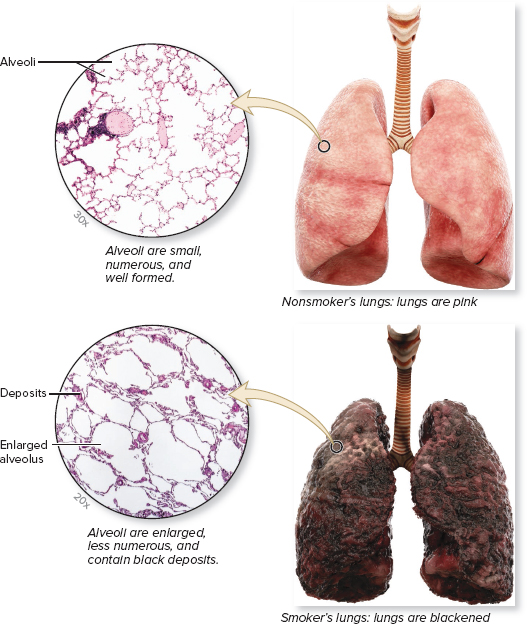 Alveoli
30x
Alveoli are small,
numerous, and
well formed.
Nonsmoker's lungs: lungs are pink
Deposits
Enlarged
alveolus
20x
Alveoli are enlarged,
less numerous, and
contain black deposits.
Smoker's lungs: lungs are blackened